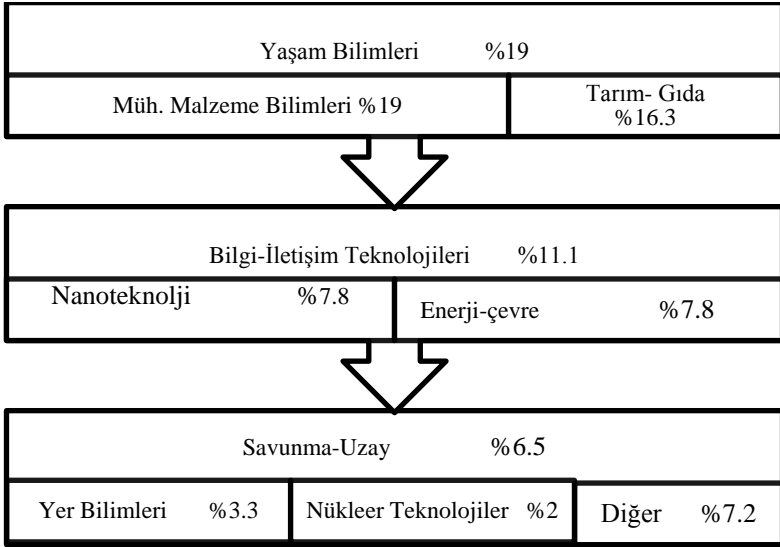 Yaşam Bilimleri %19
Müh. Malzeme Bilimleri %19
Tarım- Gıda
%16.3
Bilgi-İletişim Teknolojileri %11.1
Nanoteknolji %7.8
Enerji-çevre %7.8
Savunma-Uzay %6.5
Yer Bilimleri %3.3
Nükleer Teknolojiler %2
Diğer %7.2